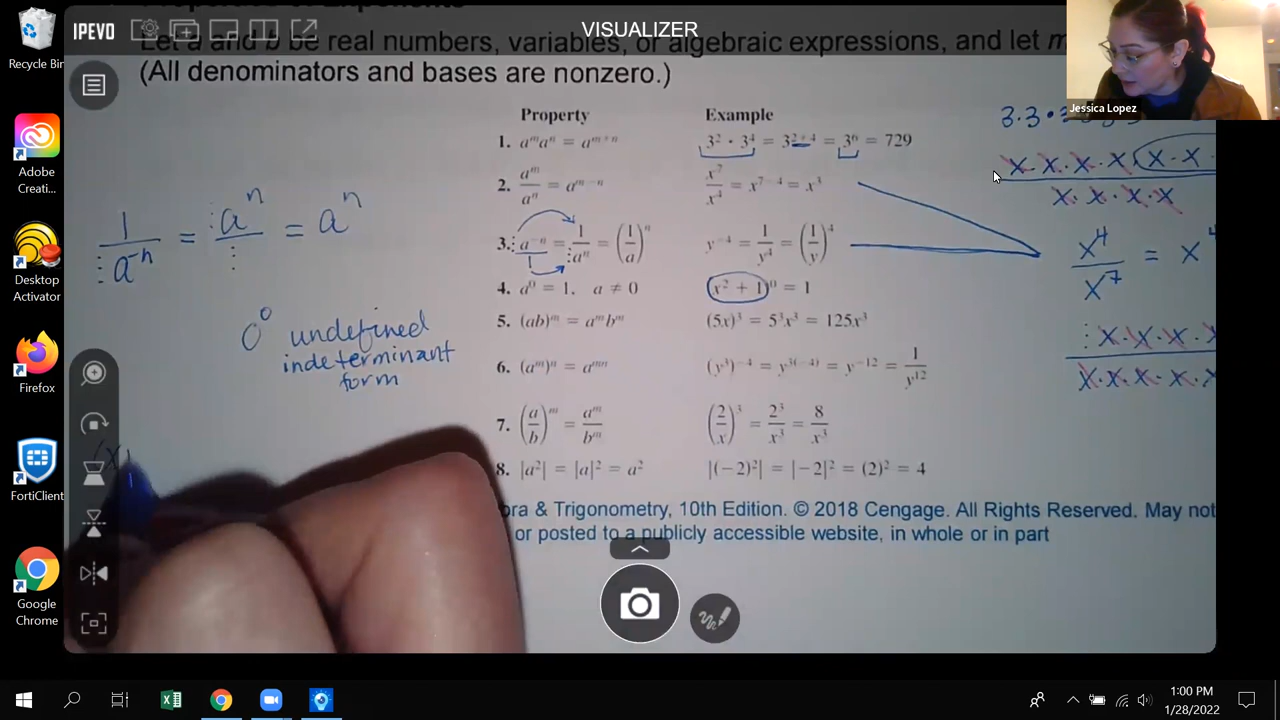 Recycle Bin
IPEVO
VISUALIZER
Let a and b be real numbers, variables, or algebraic expressions, and let m
(All denominators and bases are nonzero.)
Jessica Lopez
Property Example
1. aᵐaⁿ = aᵐ⁺ⁿ 3² · 3⁴ = 3²⁺⁴ = 3⁶ = 729
2. aᵐ/aⁿ = aᵐ⁻ⁿ x⁷/x⁴ = x⁷⁻⁴ = x³
3. a⁻ⁿ = 1/aⁿ = (1/a)ⁿ y⁻⁴ = 1/y⁴ = (1/y)⁴
4. a⁰ = 1, a ≠ 0 (x² + 1)⁰ = 1
5. (ab)ᵐ = aᵐbᵐ (5x)³ = 5³x³ = 125x³
6. (aᵐ)ⁿ = aᵐⁿ (y³)⁻⁴ = y³⁽⁻⁴⁾ = y⁻¹² = 1/y¹²
7. (a/b)ᵐ = aᵐ/bᵐ (2/x)³ = 2³/x³ = 8/x³
8. |a²| = |a|² = a² |(−2)²| = |−2|² = (2)² = 4
1/a⁻ⁿ = aⁿ/ = aⁿ
0⁰ undefined
indeterminant
form
(x
3·3·
x·x·x·x·x·x·
x·x·x·x
x⁴/x⁷ = x⁴
x·x·x·x
x·x·x·x·x
& Trigonometry, 10th Edition. © 2018 Cengage. All Rights Reserved. May not
or posted to a publicly accessible website, in whole or in part
Adobe
Creati...
Desktop
Activator
Firefox
FortiClient
Google
Chrome
1:00 PM
1/28/2022